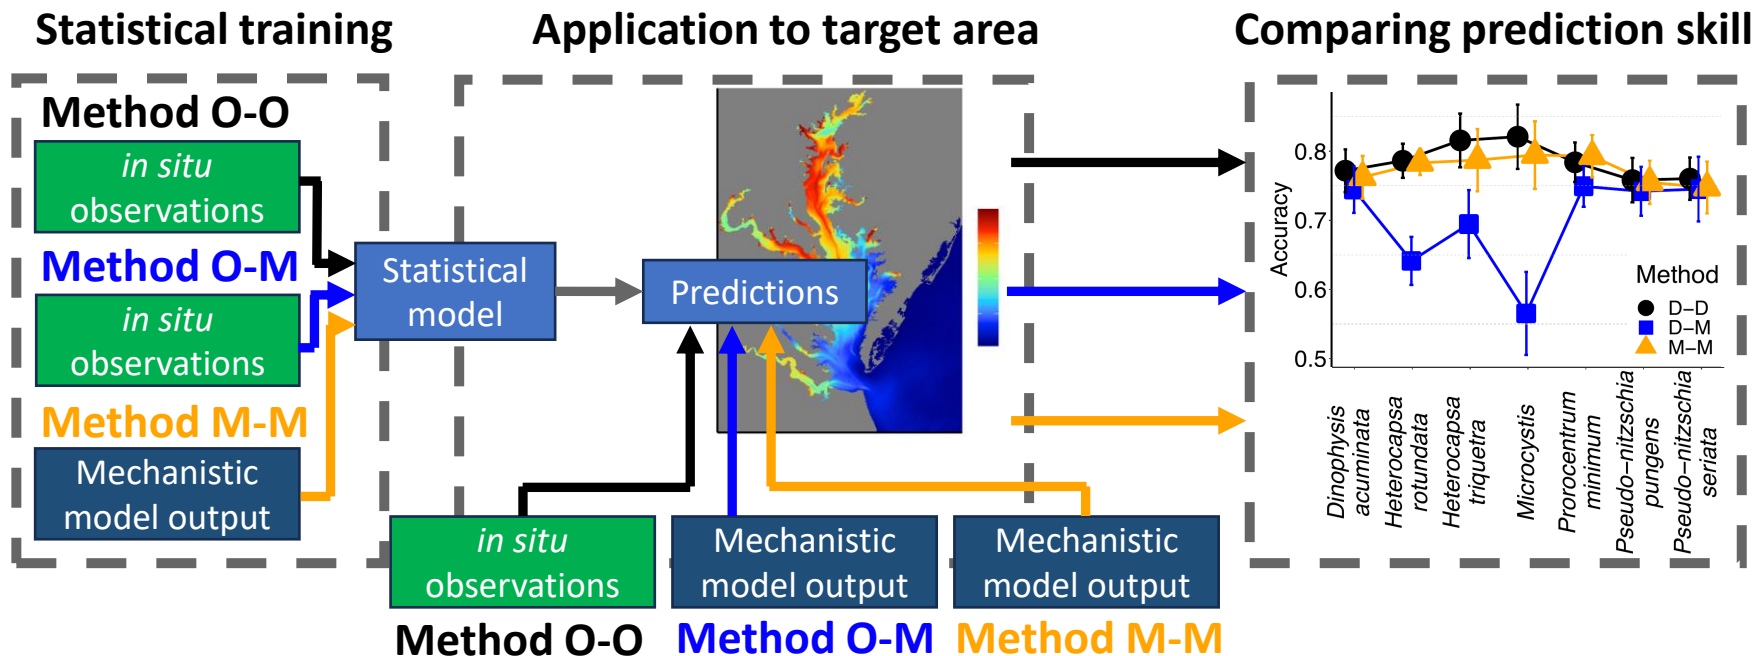 Statistical training
Application to target area
Comparing prediction skill
Method O-O
in situ
observations
Method O-M
in situ
observations
Method M-M
Mechanistic
model output
Statistical
model
Predictions
in situ
observations
Method O-O
Mechanistic
model output
Method O-M
Mechanistic
model output
Method M-M
Accuracy
0.8
0.7
0.6
0.5
Method
D−D
D−M
M−M
Dinophysis
acuminata
Heterocapsa
rotundata
Heterocapsa
triquetra
Microcystis
Prorocentrum
minimum
Pseudo−nitzschia
pungens
Pseudo−nitzschia
seriata